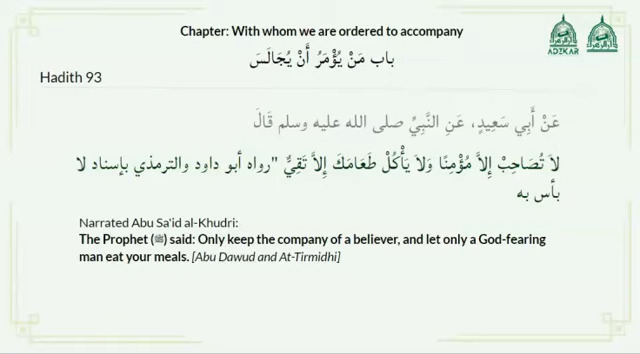 Chapter: With whom we are ordered to accompany
باب مَنْ يُؤْمَرُ أَنْ يُجَالَسَ
ADEKAR
Hadith 93
عَنْ أَبِي سَعِيدٍ، عَنِ النَّبِيِّ صلى الله عليه وسلم قَالَ
لاَ تُصَاحِبْ إِلاَّ مُؤْمِنًا وَلاَ يَأْكُلْ طَعَامَكَ إِلاَّ تَقِيٌّ "رواه أبو داود والترمذي بإسناد لا
بأس به
Narrated Abu Sa'id al-Khudri:
The Prophet (ﷺ) said: Only keep the company of a believer, and let only a God-fearing
man eat your meals. [Abu Dawud and At-Tirmidhi]